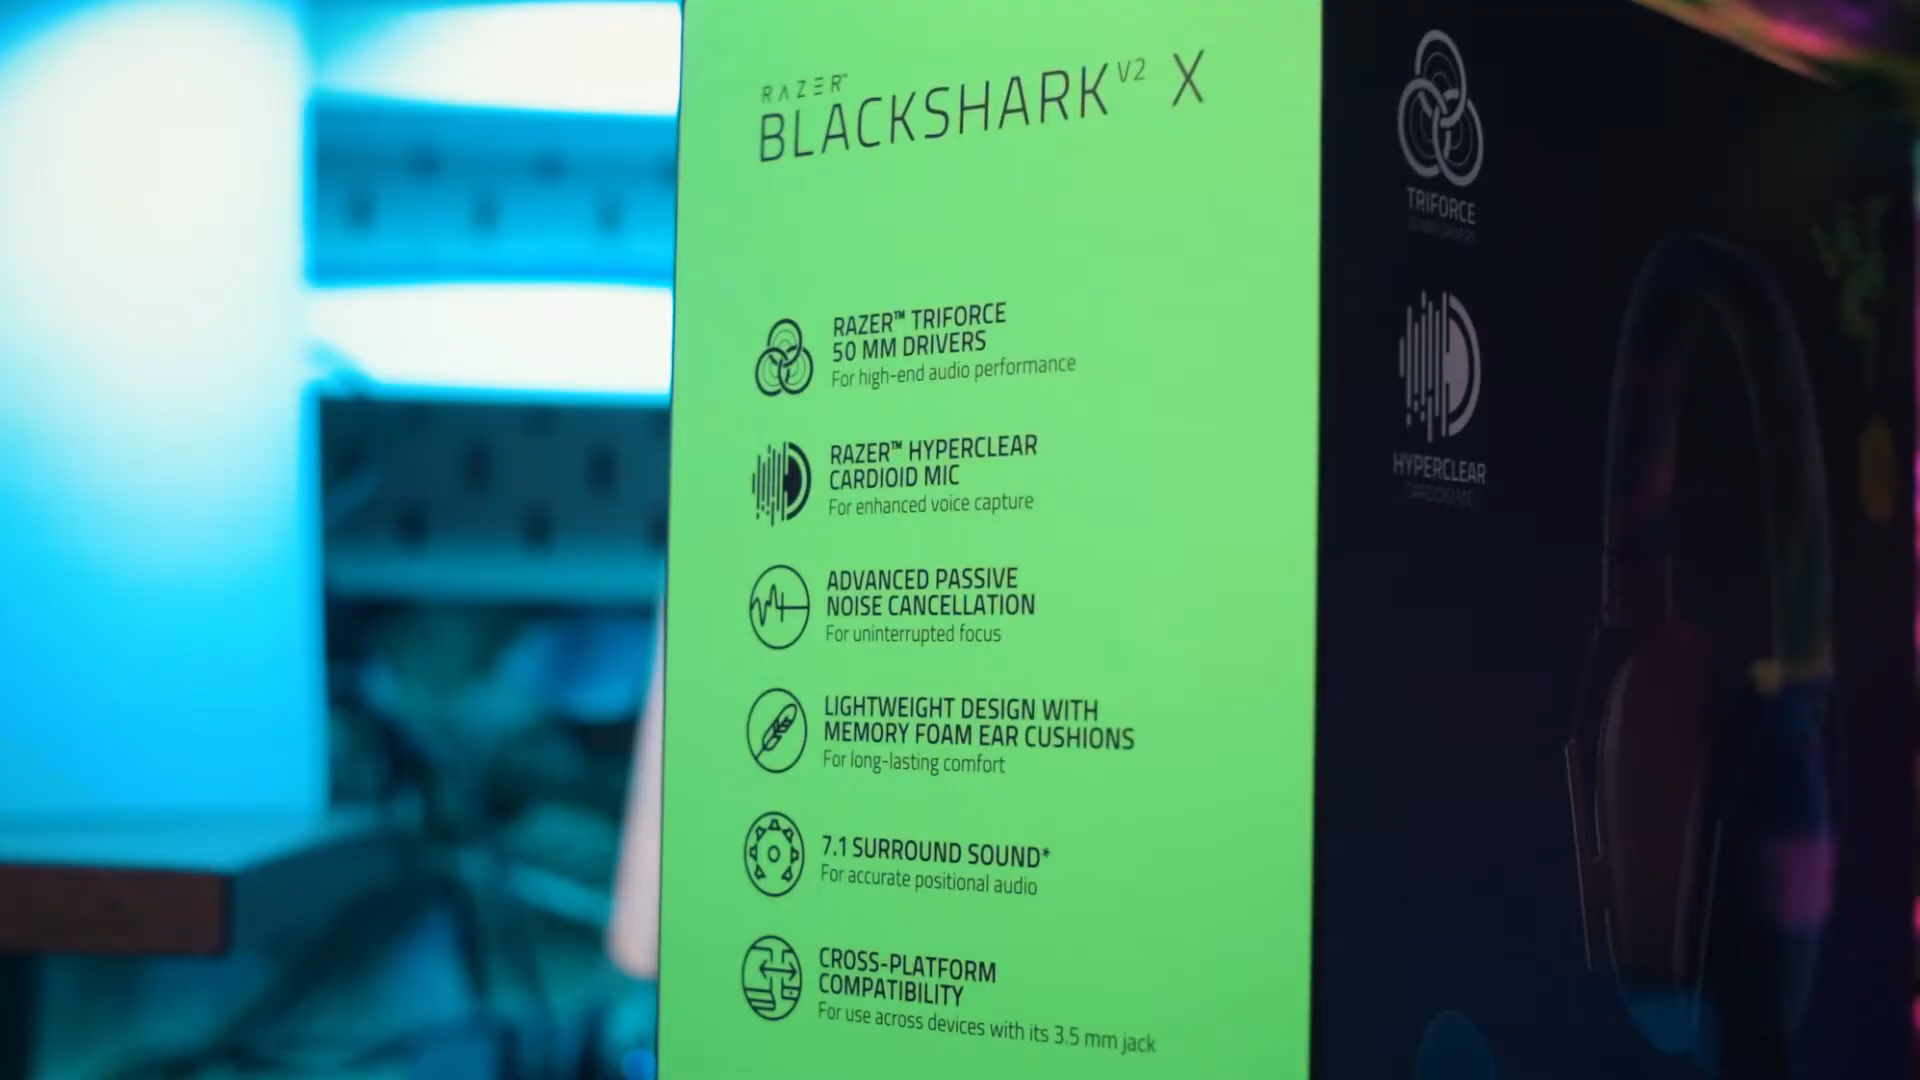 RAZER™
BLACKSHARK V2 X
RAZER™ TRIFORCE
50 MM DRIVERS
For high-end audio performance
RAZER™ HYPERCLEAR
CARDIOID MIC
For enhanced voice capture
ADVANCED PASSIVE
NOISE CANCELLATION
For uninterrupted focus
LIGHTWEIGHT DESIGN WITH
MEMORY FOAM EAR CUSHIONS
For long-lasting comfort
7.1 SURROUND SOUND*
For accurate positional audio
CROSS-PLATFORM
COMPATIBILITY
For use across devices with its 3.5 mm jack
TRIFORCE
HYPERCLEAR
CARDIOID MIC